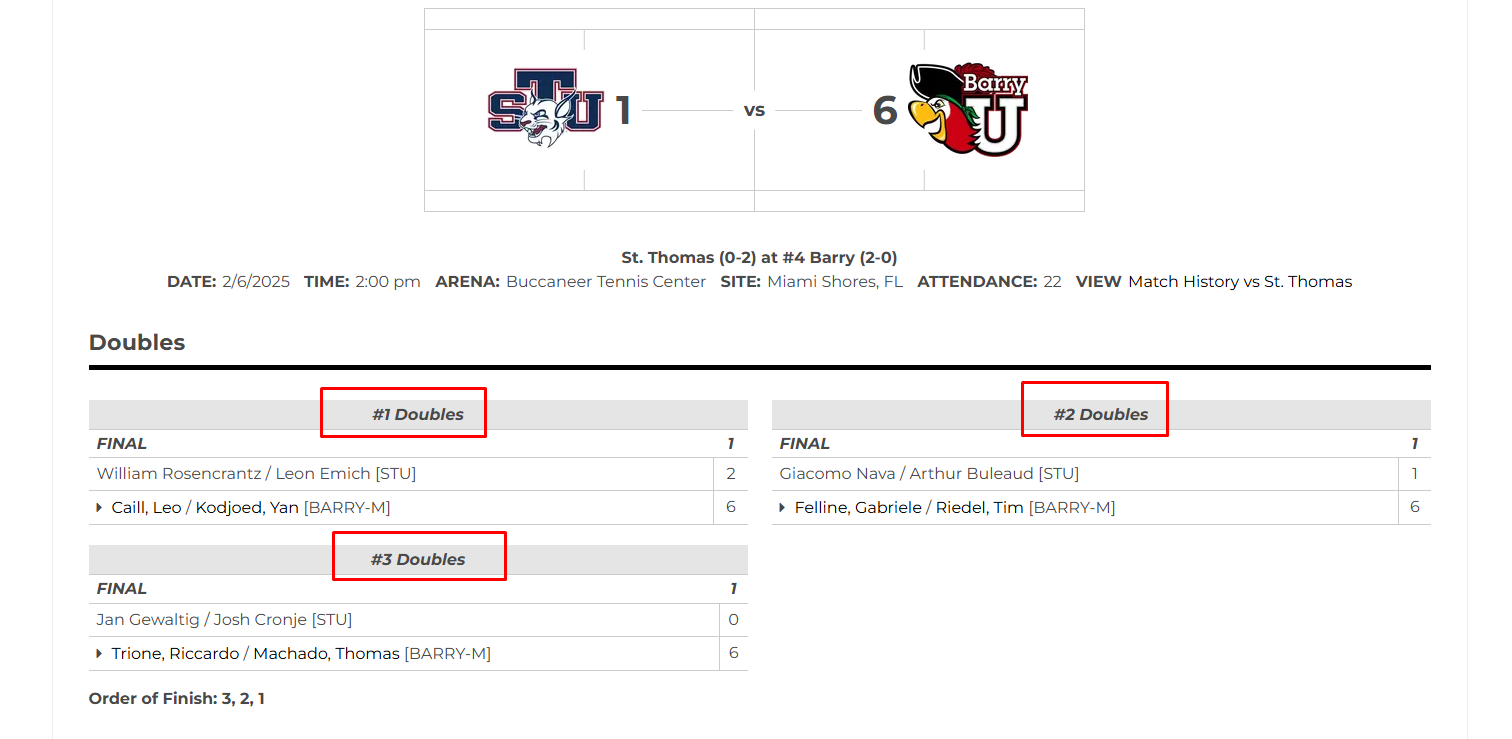 STU 1 vs 6 Barry U
St. Thomas (0-2) at #4 Barry (2-0)
DATE: 2/6/2025 TIME: 2:00 pm ARENA: Buccaneer Tennis Center SITE: Miami Shores, FL ATTENDANCE: 22 VIEW Match History vs St. Thomas
Doubles
#1 Doubles
FINAL 1
William Rosencrantz / Leon Emich [STU] 2
Caill, Leo / Kodjoed, Yan [BARRY-M] 6
#2 Doubles
FINAL 1
Giacomo Nava / Arthur Buleaud [STU] 1
Felline, Gabriele / Riedel, Tim [BARRY-M] 6
#3 Doubles
FINAL 1
Jan Gewaltig / Josh Cronje [STU] 0
Trione, Riccardo / Machado, Thomas [BARRY-M] 6
Order of Finish: 3, 2, 1